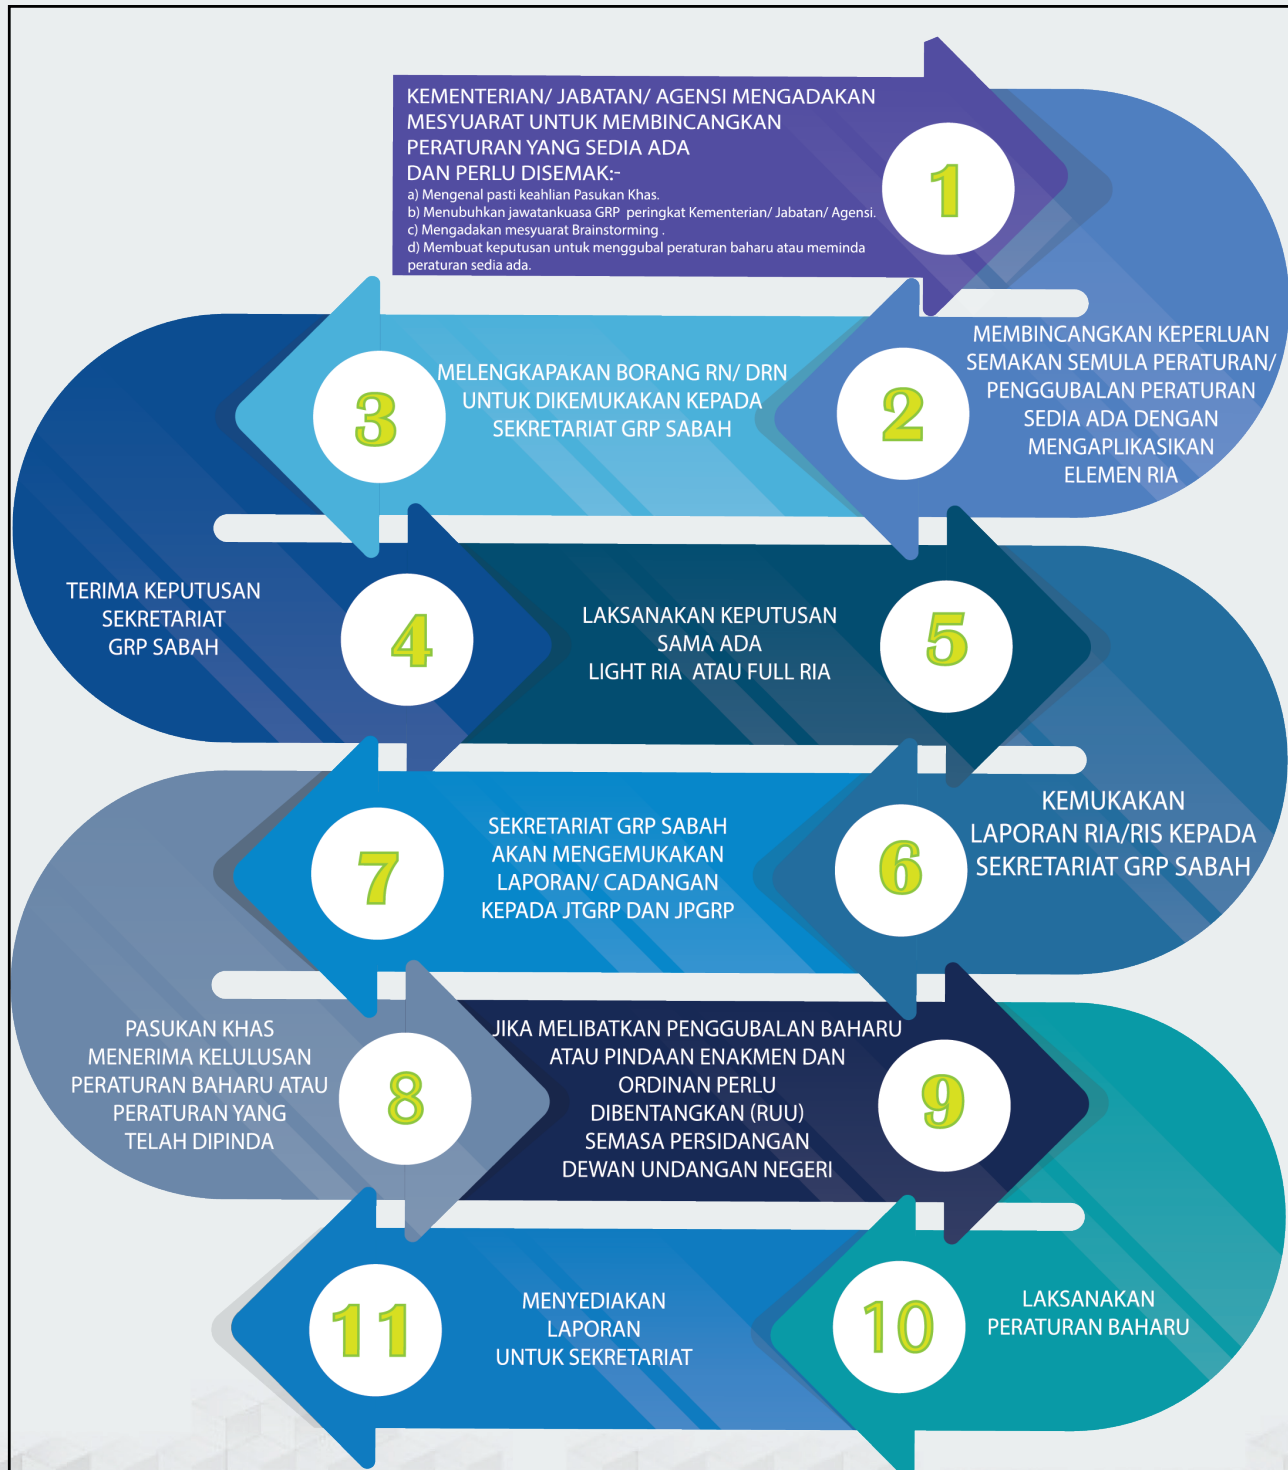 KEMENTERIAN/ JABATAN/ AGENSI MENGADAKAN
MESYUARAT UNTUK MEMBINCANGKAN
PERATURAN YANG SEDIA ADA
DAN PERLU DISEMAK:-
a) Mengenal pasti keahlian Pasukan Khas.
b) Menubuhkan jawatankuasa GRP peringkat Kementerian/ Jabatan/ Agensi.
c) Mengadakan mesyuarat Brainstorming .
d) Membuat keputusan untuk menggubal peraturan baharu atau meminda
peraturan sedia ada.
1
MEMBINCANGKAN KEPERLUAN
SEMAKAN SEMULA PERATURAN/
PENGGUBALAN PERATURAN
SEDIA ADA DENGAN
MENGAPLIKASIKAN
ELEMEN RIA
2
MELENGKAPAKAN BORANG RN/ DRN
UNTUK DIKEMUKAKAN KEPADA
SEKRETARIAT GRP SABAH
3
TERIMA KEPUTUSAN
SEKRETARIAT
GRP SABAH
4
LAKSANAKAN KEPUTUSAN
SAMA ADA
LIGHT RIA ATAU FULL RIA
5
KEMUKAKAN
LAPORAN RIA/RIS KEPADA
SEKRETARIAT GRP SABAH
6
SEKRETARIAT GRP SABAH
AKAN MENGEMUKAKAN
LAPORAN/ CADANGAN
KEPADA JTGRP DAN JPGRP
7
PASUKAN KHAS
MENERIMA KELULUSAN
PERATURAN BAHARU ATAU
PERATURAN YANG
TELAH DIPINDA
8
JIKA MELIBATKAN PENGGUBALAN BAHARU
ATAU PINDAAN ENAKMEN DAN
ORDINAN PERLU
DIBENTANGKAN (RUU)
SEMASA PERSIDANGAN
DEWAN UNDANGAN NEGERI
9
LAKSANAKAN
PERATURAN BAHARU
10
MENYEDIAKAN
LAPORAN
UNTUK SEKRETARIAT
11